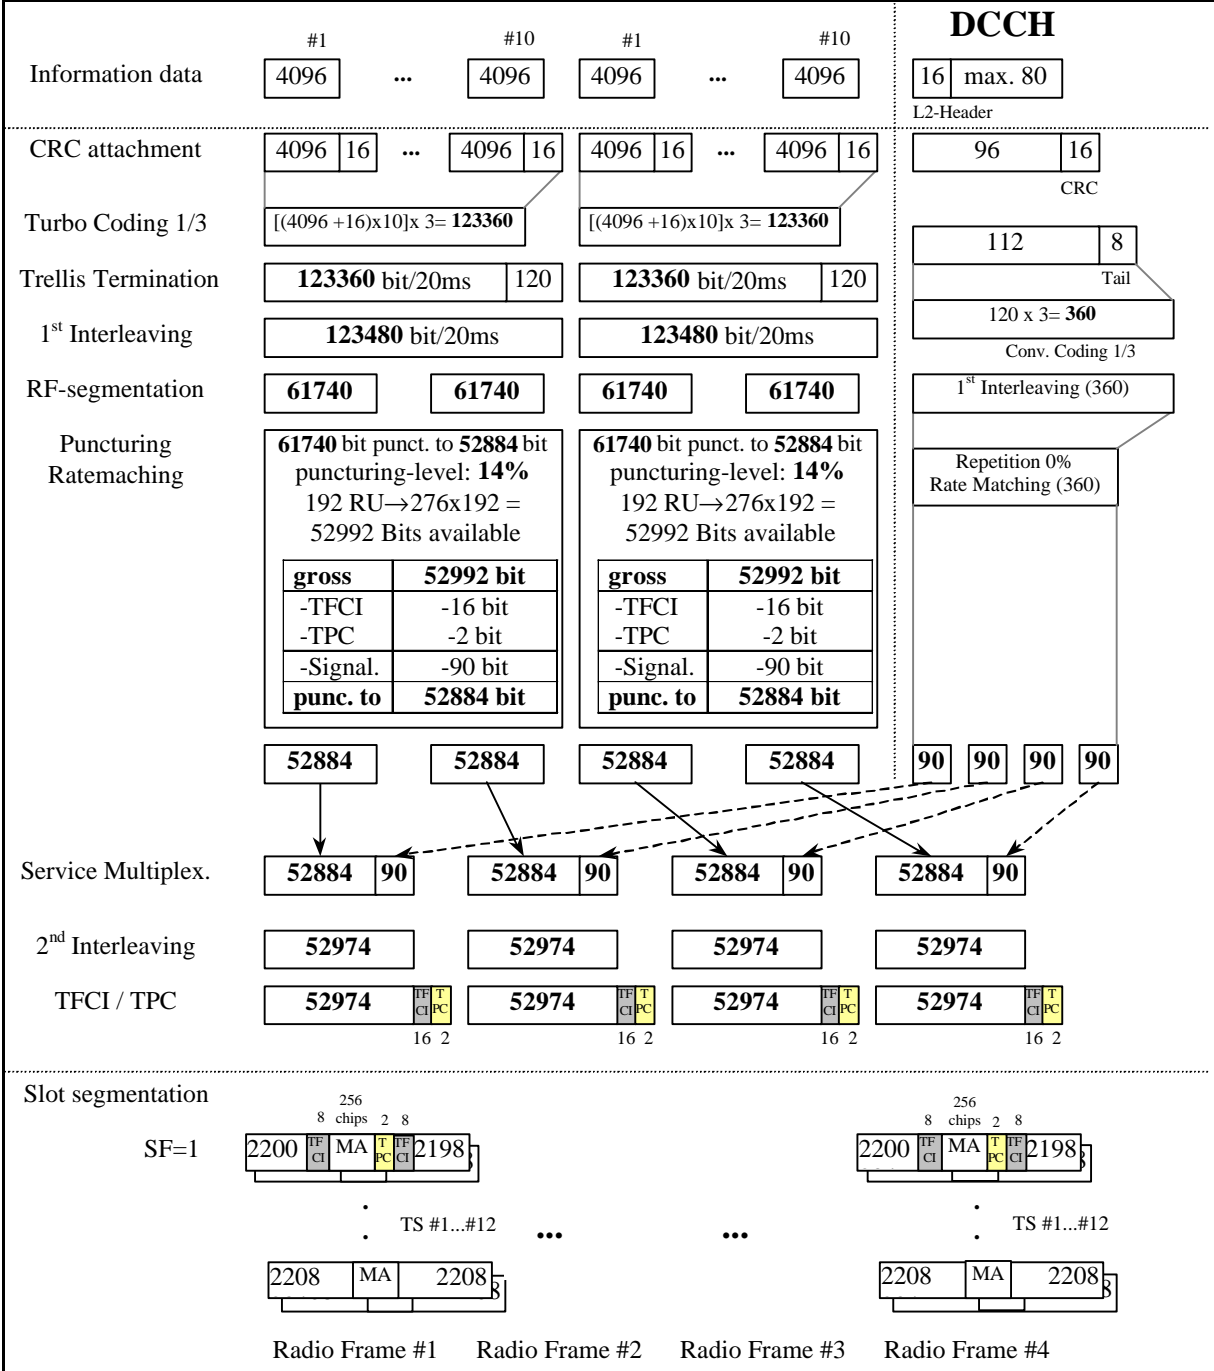 DCCH
#1 #10 #1 #10
Information data 4096 ... 4096 4096 ... 4096 16 max. 80
L2-Header
CRC attachment 4096 16 ... 4096 16 4096 16 ... 4096 16 96 16
CRC
Turbo Coding 1/3 [(4096 +16)x10]x 3= 123360 [(4096 +16)x10]x 3= 123360
112 8
Trellis Termination 123360 bit/20ms 120 123360 bit/20ms 120
Tail
120 x 3= 360
1st Interleaving 123480 bit/20ms 123480 bit/20ms
Conv. Coding 1/3
RF-segmentation 61740 61740 61740 61740 1st Interleaving (360)
Puncturing
Ratemaching
61740 bit punct. to 52884 bit
puncturing-level: 14%
192 RU→276x192 =
52992 Bits available
gross 52992 bit
-TFCI -16 bit
-TPC -2 bit
-Signal. -90 bit
punc. to 52884 bit
61740 bit punct. to 52884 bit
puncturing-level: 14%
192 RU→276x192 =
52992 Bits available
gross 52992 bit
-TFCI -16 bit
-TPC -2 bit
-Signal. -90 bit
punc. to 52884 bit
Repetition 0%
Rate Matching (360)
52884 52884 52884 52884 90 90 90 90
Service Multiplex. 52884 90 52884 90 52884 90 52884 90
2nd Interleaving 52974 52974 52974 52974
TFCI / TPC 52974 TF CI T PC 52974 TF CI T PC 52974 TF CI T PC 52974 TF CI T PC
16 2 16 2 16 2 16 2
Slot segmentation
256 256
8 chips 2 8 8 chips 2 8
SF=1 2200 TF CI MA T PC TF CI 2198 2200 TF CI MA T PC TF CI 2198
. TS #1...#12 ... ... . TS #1...#12
. .
2208 MA 2208 2208 MA 2208
Radio Frame #1 Radio Frame #2 Radio Frame #3 Radio Frame #4